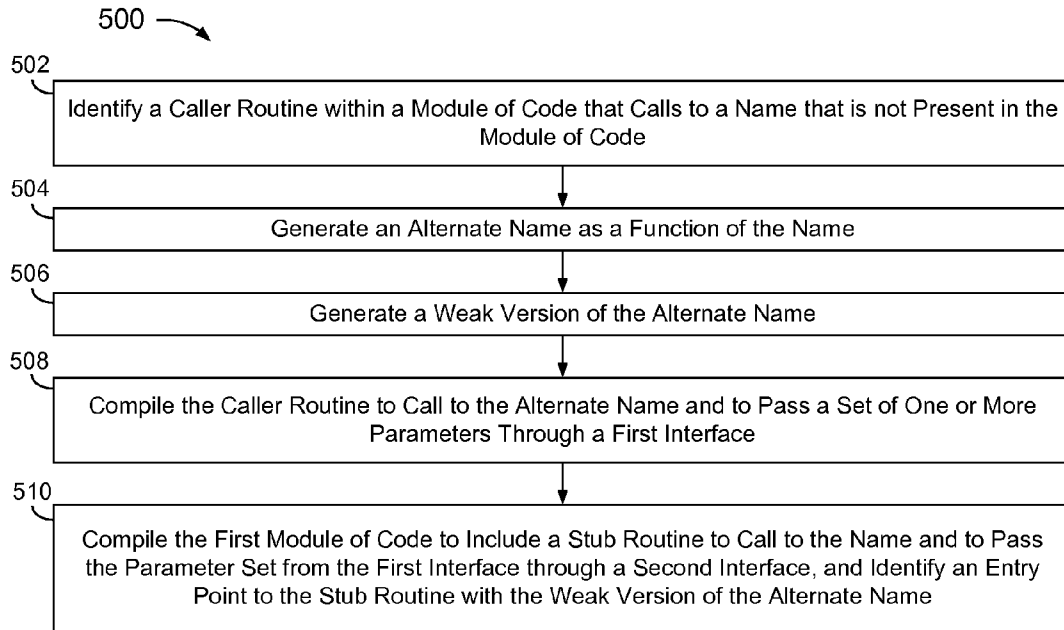 500
502
Identify a Caller Routine within a Module of Code that Calls to a Name that is not Present in the
Module of Code
504
Generate an Alternate Name as a Function of the Name
506
Generate a Weak Version of the Alternate Name
508
Compile the Caller Routine to Call to the Alternate Name and to Pass a Set of One or More
Parameters Through a First Interface
510
Compile the First Module of Code to Include a Stub Routine to Call to the Name and to Pass
the Parameter Set from the First Interface through a Second Interface, and Identify an Entry
Point to the Stub Routine with the Weak Version of the Alternate Name